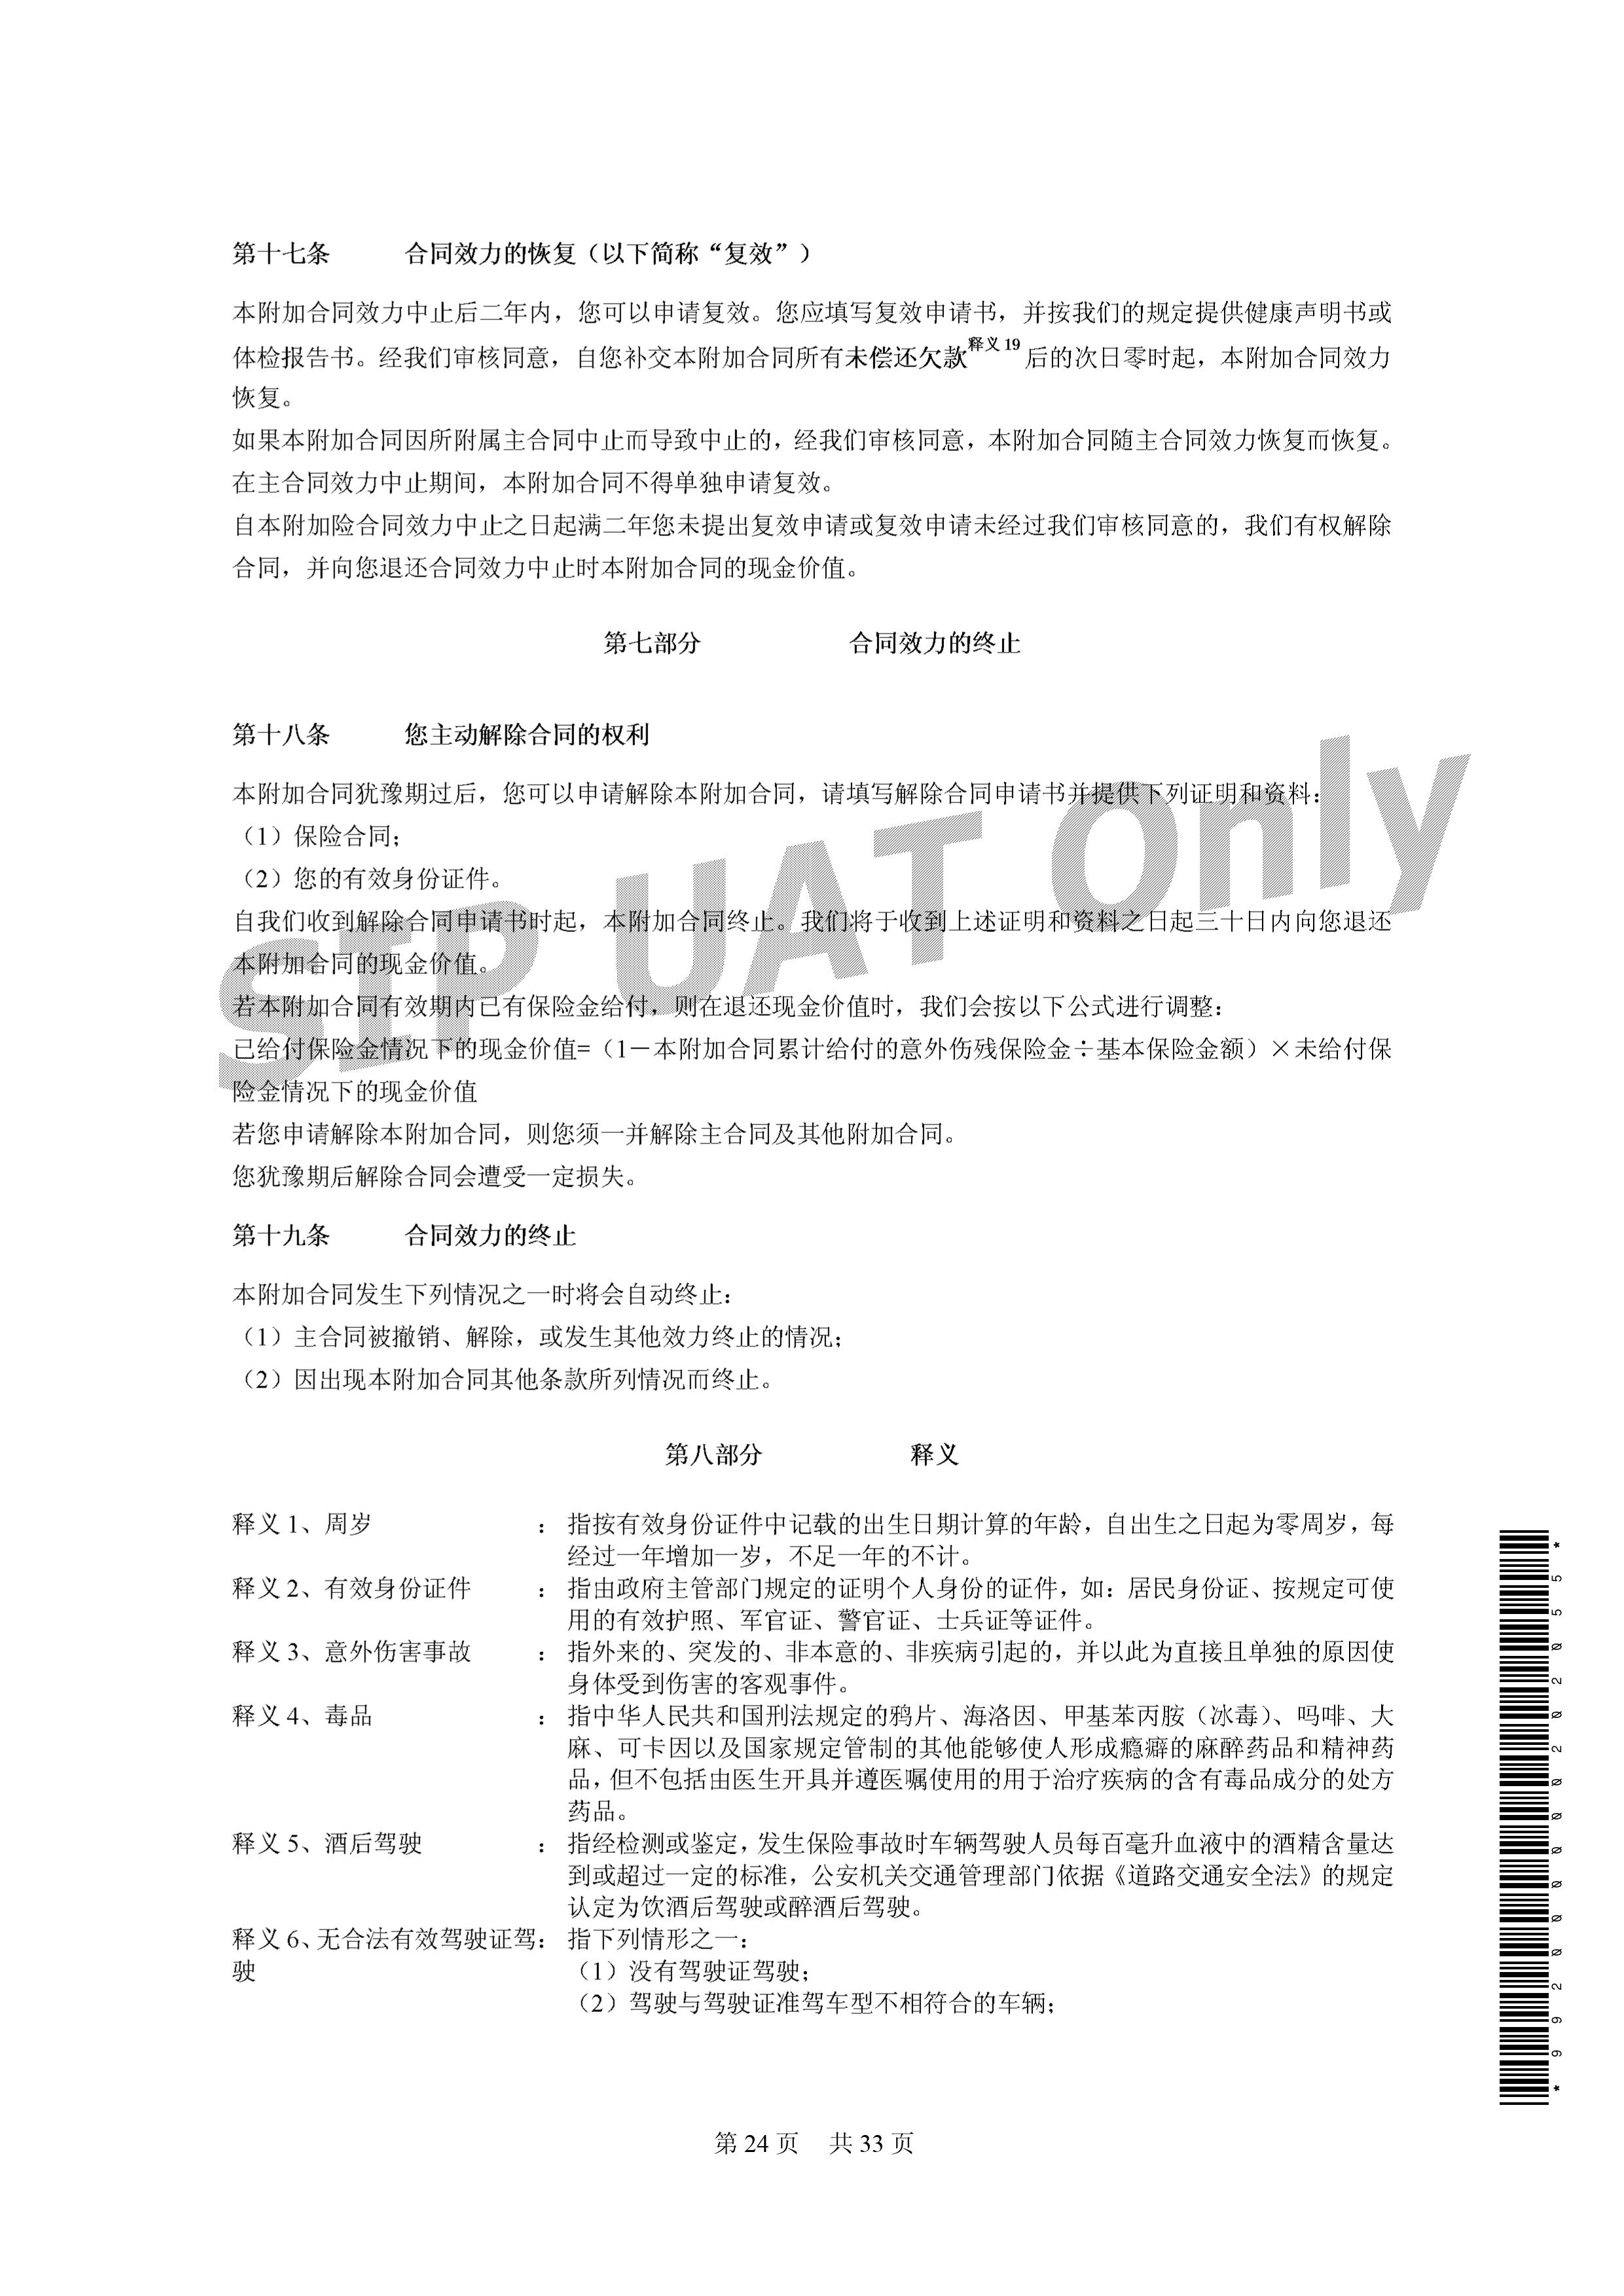 第十七条 合同效力的恢复（以下简称“复效”）
本附加合同效力中止后二年内，您可以申请复效。您应填写复效申请书，并按我们的规定提供健康声明书或
体检报告书。经我们审核同意，自您补交本附加合同所有未偿还欠款释义 19 后的次日零时起，本附加合同效力
恢复。
如果本附加合同因所附属主合同中止而导致中止的，经我们审核同意，本附加合同随主合同效力恢复而恢复。
在主合同效力中止期间，本附加合同不得单独申请复效。
自本附加险合同效力中止之日起满二年您未提出复效申请或复效申请未经过我们审核同意的，我们有权解除
合同，并向您退还合同效力中止时本附加合同的现金价值。
第七部分 合同效力的终止
第十八条 您主动解除合同的权利
本附加合同犹豫期过后，您可以申请解除本附加合同，请填写解除合同申请书并提供下列证明和资料：
（1）保险合同；
（2）您的有效身份证件。
自我们收到解除合同申请书时起，本附加合同终止。我们将于收到上述证明和资料之日起三十日内向您退还
本附加合同的现金价值。
若本附加合同有效期内已有保险金给付，则在退还现金价值时，我们会按以下公式进行调整：
已给付保险金情况下的现金价值=（1－本附加合同累计给付的意外伤残保险金÷基本保险金额）×未给付保
险金情况下的现金价值
若您申请解除本附加合同，则您须一并解除主合同及其他附加合同。
您犹豫期后解除合同会遭受一定损失。
SIP UAT Only
第十九条 合同效力的终止
本附加合同发生下列情况之一时将会自动终止：
（1）主合同被撤销、解除，或发生其他效力终止的情况；
（2）因出现本附加合同其他条款所列情况而终止。
第八部分 释义
释义 1、周岁 ： 指按有效身份证件中记载的出生日期计算的年龄，自出生之日起为零周岁，每
经过一年增加一岁，不足一年的不计。
释义 2、有效身份证件 ： 指由政府主管部门规定的证明个人身份的证件，如：居民身份证、按规定可使
用的有效护照、军官证、警官证、士兵证等证件。
释义 3、意外伤害事故 ： 指外来的、突发的、非本意的、非疾病引起的，并以此为直接且单独的原因使
身体受到伤害的客观事件。
释义 4、毒品 ： 指中华人民共和国刑法规定的鸦片、海洛因、甲基苯丙胺（冰毒）、吗啡、大
麻、可卡因以及国家规定管制的其他能够使人形成瘾癖的麻醉药品和精神药
品，但不包括由医生开具并遵医嘱使用的用于治疗疾病的含有毒品成分的处方
药品。
释义 5、酒后驾驶 ： 指经检测或鉴定，发生保险事故时车辆驾驶人员每百毫升血液中的酒精含量达
到或超过一定的标准，公安机关交通管理部门依据《道路交通安全法》的规定
认定为饮酒后驾驶或醉酒后驾驶。
释义 6、无合法有效驾驶证驾 ： 指下列情形之一：
驶 （1）没有驾驶证驾驶；
（2）驾驶与驾驶证准驾车型不相符合的车辆；
*992000000202055*
第 24 页 共 33 页